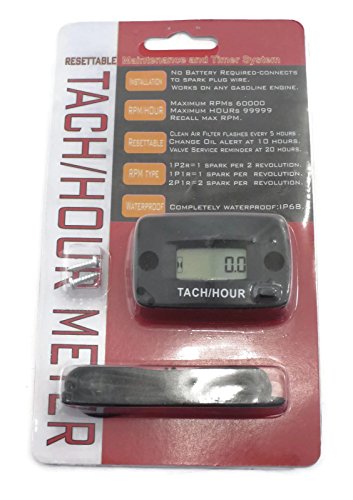 RESETTABLE Maintenance and Timer System
TACH/HOUR METER
INSTALLATION
NO BATTERY REQUIRED-CONNECTS
TO SPARK PLUG WIRE.
WORKS ON ANY GASOLINE ENGINE.
RPM/HOUR
MAXIMUM RPMS 60000
MAXIMUM HOURS 99999
RECALL MAX RPM.
RESETTABLE
CLEAN AIR FILTER FLASHES EVERY 5 HOURS.
CHANGE OIL ALERT AT 10 HOURS.
VALVE SERVICE REMINDER AT 20 HOURS.
RPM TYPE
1P2R=1 SPARK PER 2 REVOLUTION.
1P1R=1 SPARK PER REVOLUTION.
2P1R=2 SPARK PER REVOLUTION.
WATERPROOF
COMPLETELY WATERPROOF:IP68.
0.0
TACH/HOUR